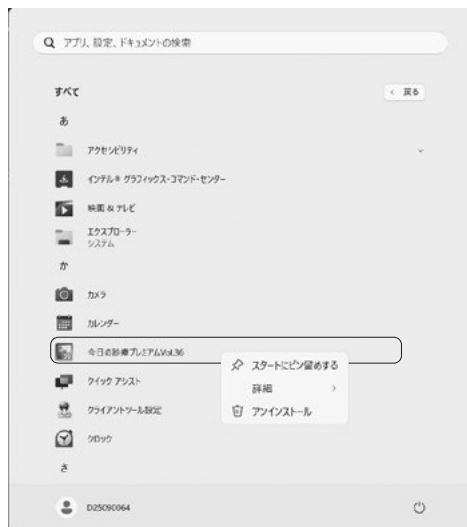 アプリ、設定、ドキュメントの検索
すべて
< 戻る
あ
アクセシビリティ
インテル® グラフィックス・コマンド・センター
映画 & テレビ
エクスプローラー
システム
か
カメラ
カレンダー
今日の診療プレミアムVol.36
スタートにピン留めする
詳細 >
アンインストール
クイック アシスト
クライアントツール設定
クロック
さ
D25090064